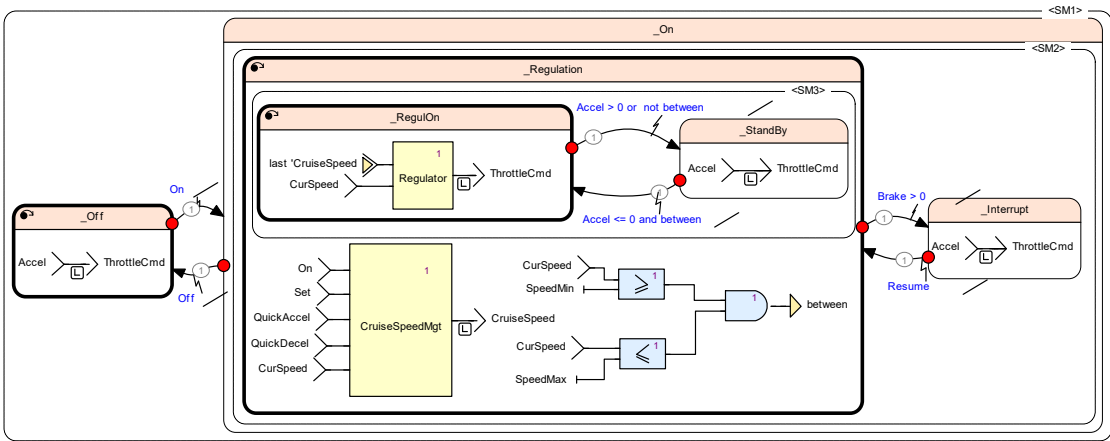 <SM1>
_On
<SM2>
_Regulation
<SM3>
_RegulOn
1
last 'CruiseSpeed
CurSpeed
Regulator
L
ThrottleCmd
Accel > 0 or not between
1
_StandBy
Accel
L
ThrottleCmd
1
Accel <= 0 and between
On
1
_Off
Accel
L
ThrottleCmd
1
Off
Brake > 0
1
_Interrupt
Accel
L
ThrottleCmd
1
Resume
On
Set
QuickAccel
QuickDecel
CurSpeed
1
CruiseSpeedMgt
L
CruiseSpeed
CurSpeed
SpeedMin
1
≥
CurSpeed
SpeedMax
1
≤
1
between